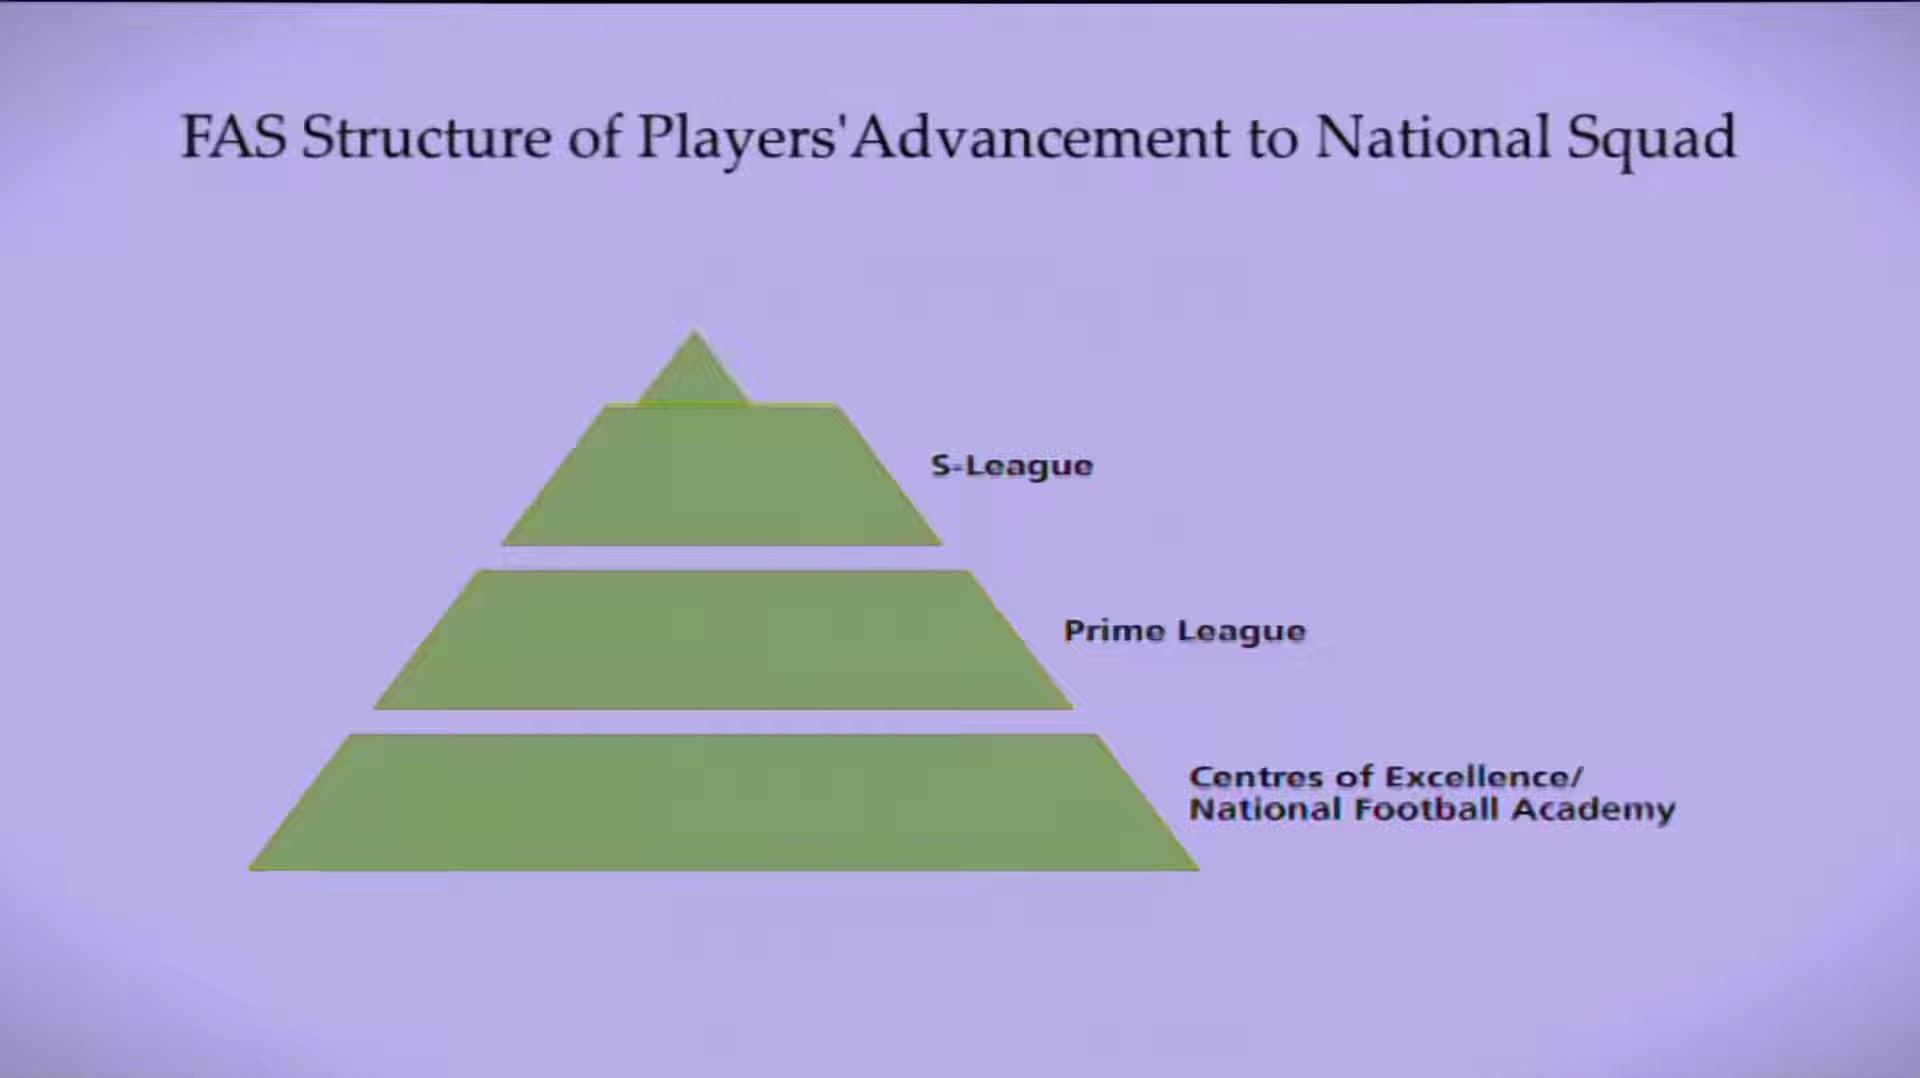 FAS Structure of Players' Advancement to National Squad
S-League
Prime League
Centres of Excellence/
National Football Academy